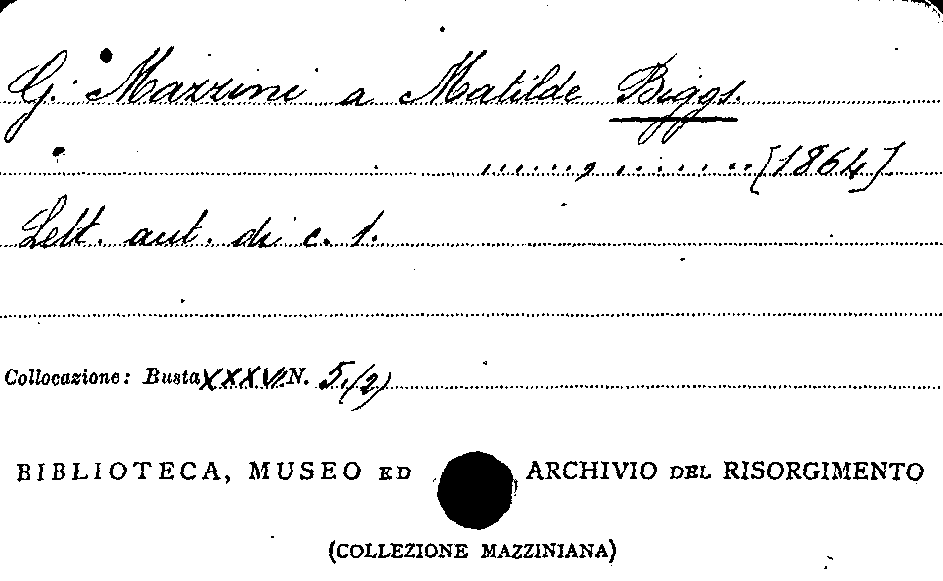 G. Mazzini a Matilde Biggs.
....., ......[1864]
Lett. aut. di c. 1.
Collocazione: Busta XXXVI N. 5./2)
BIBLIOTECA, MUSEO ED ARCHIVIO DEL RISORGIMENTO
(COLLEZIONE MAZZINIANA)